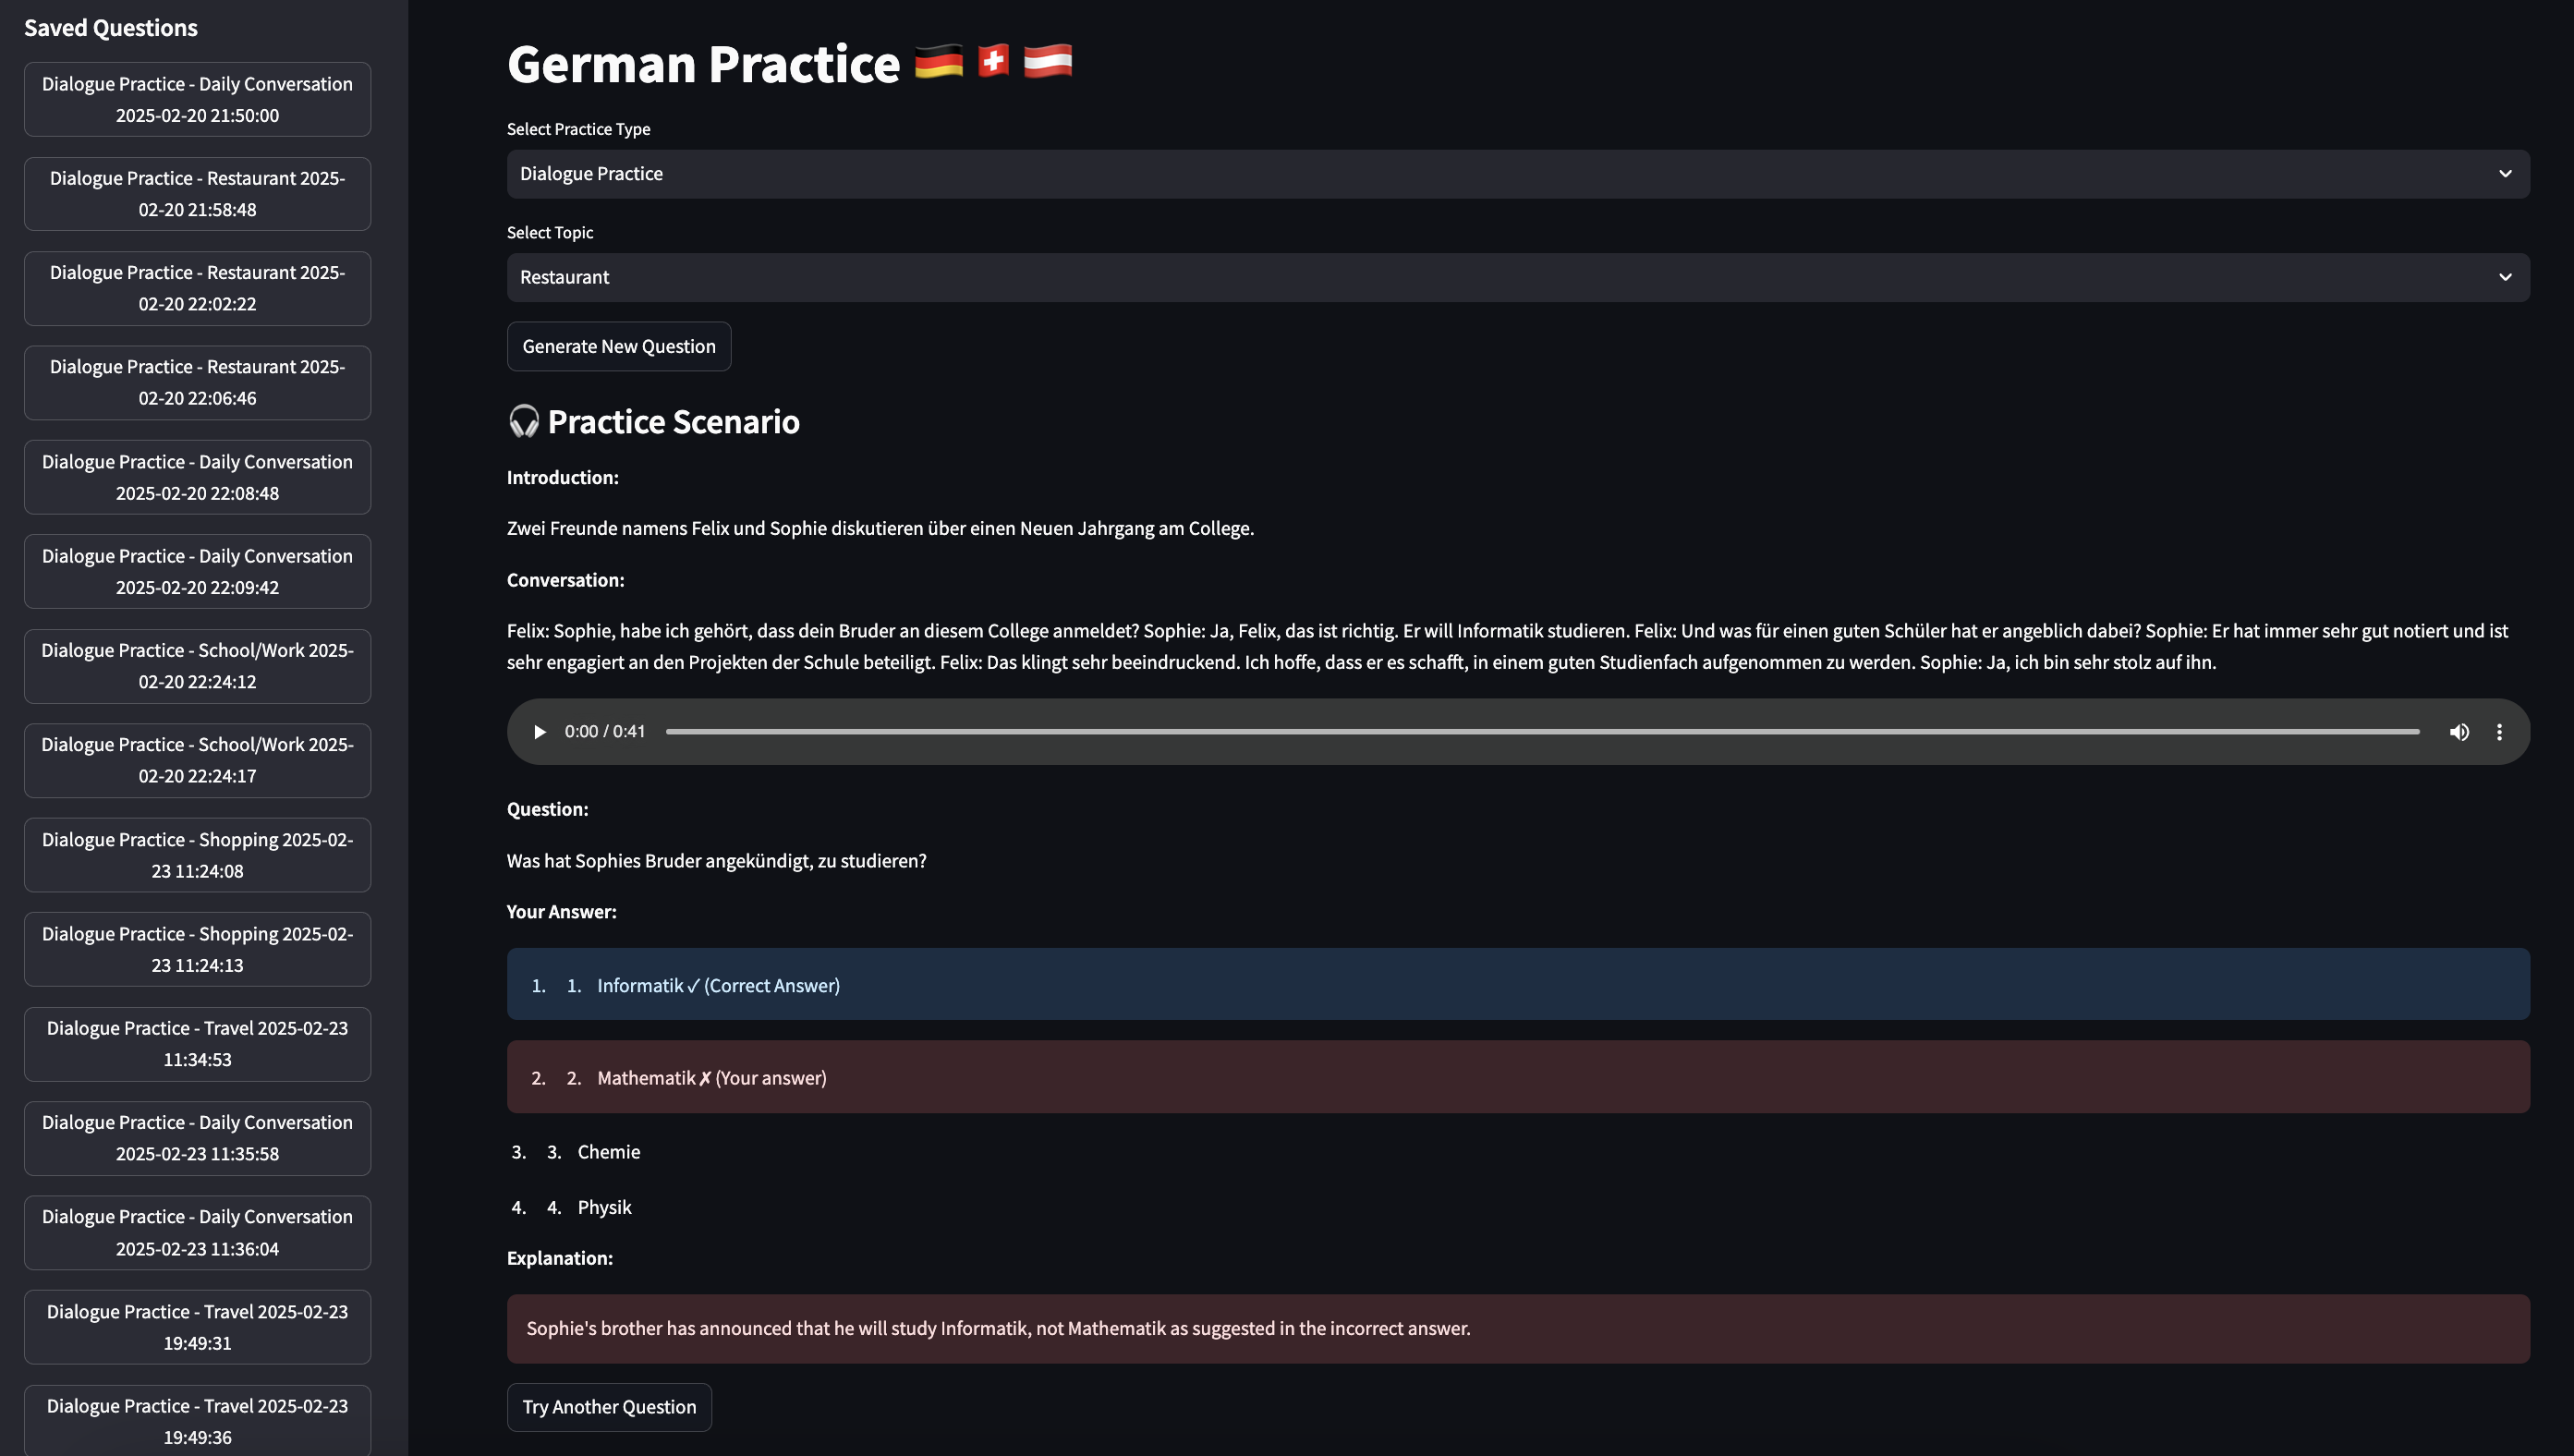 Saved Questions
Dialogue Practice - Daily Conversation
2025-02-20 21:50:00
Dialogue Practice - Restaurant 2025-
02-20 21:58:48
Dialogue Practice - Restaurant 2025-
02-20 22:02:22
Dialogue Practice - Restaurant 2025-
02-20 22:06:46
Dialogue Practice - Daily Conversation
2025-02-20 22:08:48
Dialogue Practice - Daily Conversation
2025-02-20 22:09:42
Dialogue Practice - School/Work 2025-
02-20 22:24:12
Dialogue Practice - School/Work 2025-
02-20 22:24:17
Dialogue Practice - Shopping 2025-02-
23 11:24:08
Dialogue Practice - Shopping 2025-02-
23 11:24:13
Dialogue Practice - Travel 2025-02-23
11:34:53
Dialogue Practice - Daily Conversation
2025-02-23 11:35:58
Dialogue Practice - Daily Conversation
2025-02-23 11:36:04
Dialogue Practice - Travel 2025-02-23
19:49:31
Dialogue Practice - Travel 2025-02-23
19:49:36
German Practice 🇩🇪 🇨🇭 🇦🇹
Select Practice Type
Dialogue Practice
Select Topic
Restaurant
Generate New Question
🎧 Practice Scenario
Introduction:
Zwei Freunde namens Felix und Sophie diskutieren über einen Neuen Jahrgang am College.
Conversation:
Felix: Sophie, habe ich gehört, dass dein Bruder an diesem College anmeldet? Sophie: Ja, Felix, das ist richtig. Er will Informatik studieren. Felix: Und was für einen guten Schüler hat er angeblich dabei? Sophie: Er hat immer sehr gut notiert und ist
sehr engagiert an den Projekten der Schule beteiligt. Felix: Das klingt sehr beeindruckend. Ich hoffe, dass er es schafft, in einem guten Studienfach aufgenommen zu werden. Sophie: Ja, ich bin sehr stolz auf ihn.
0:00 / 0:41
Question:
Was hat Sophies Bruder angekündigt, zu studieren?
Your Answer:
1. 1. Informatik ✓ (Correct Answer)
2. 2. Mathematik ✗ (Your answer)
3. 3. Chemie
4. 4. Physik
Explanation:
Sophie's brother has announced that he will study Informatik, not Mathematik as suggested in the incorrect answer.
Try Another Question